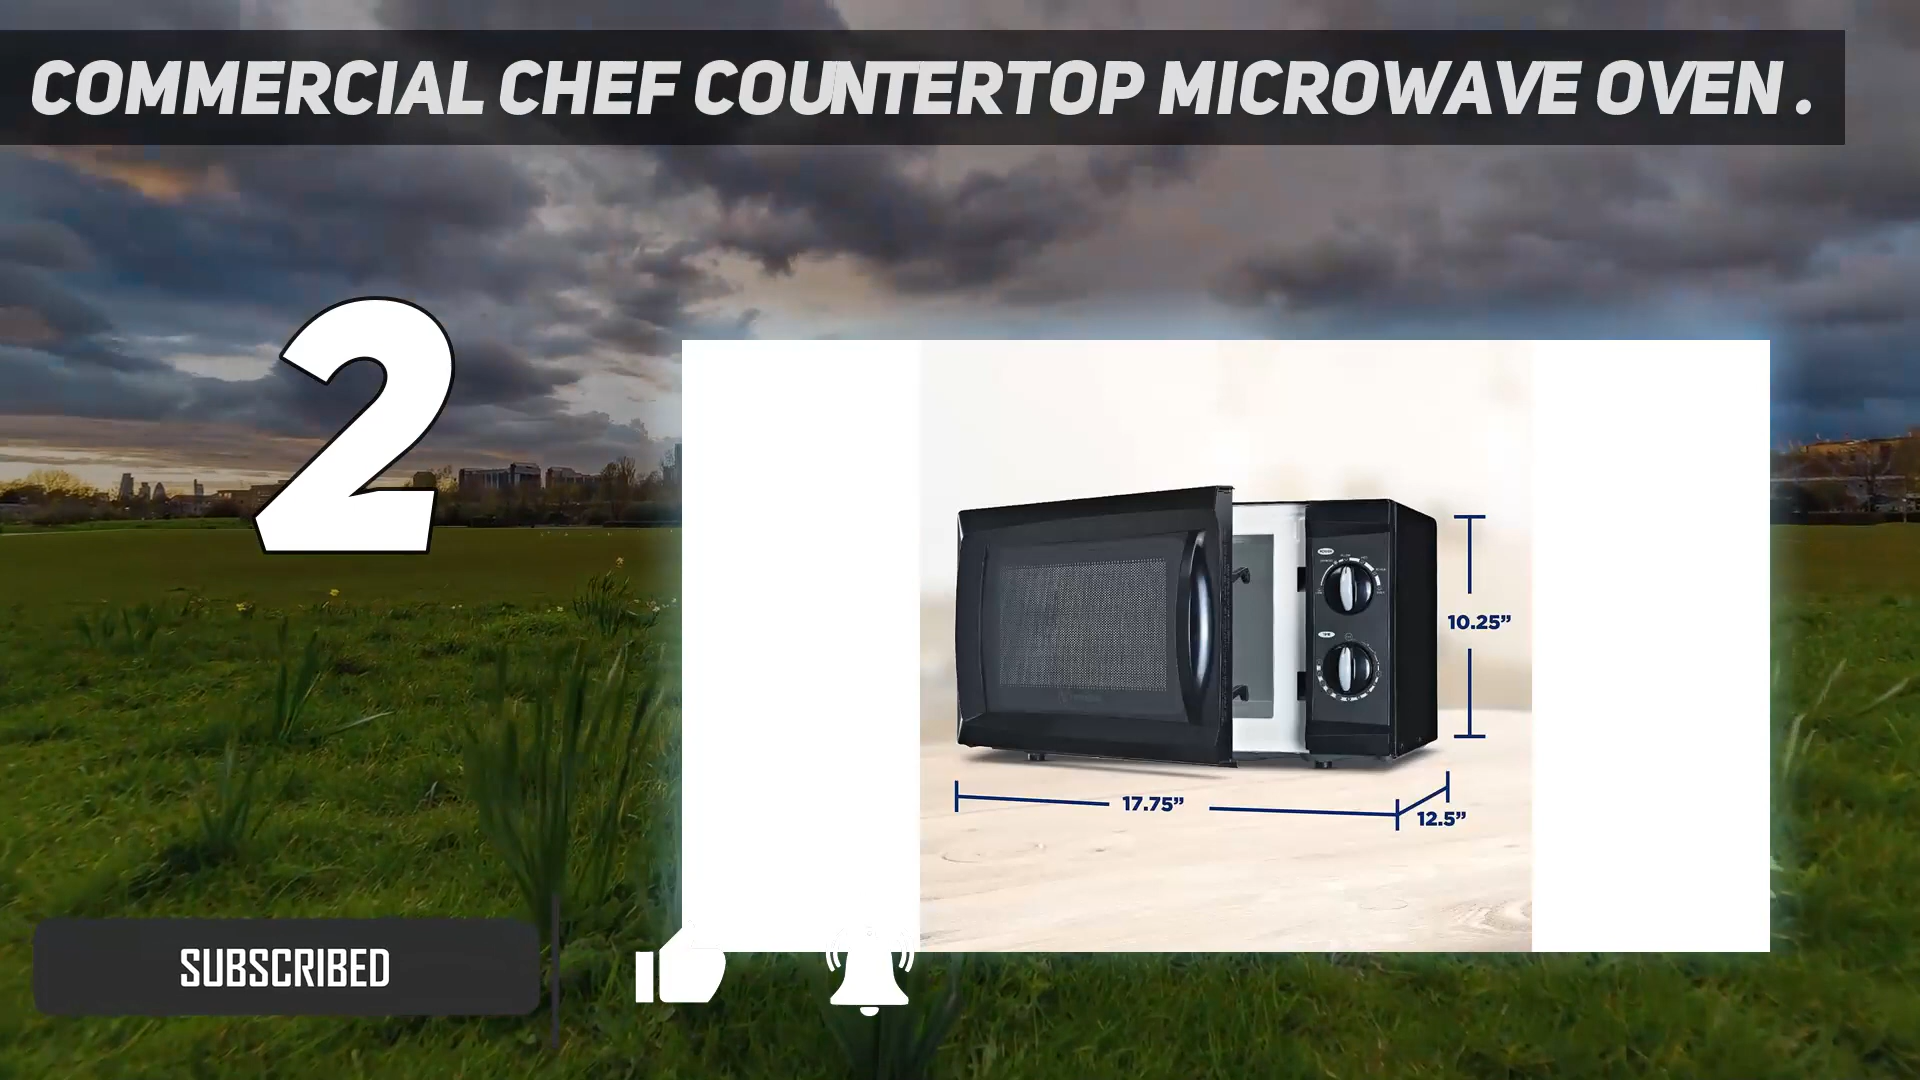 COMMERCIAL CHEF COUNTERTOP MICROWAVE OVEN .
2
10.25”
17.75”
12.5”
SUBSCRIBED